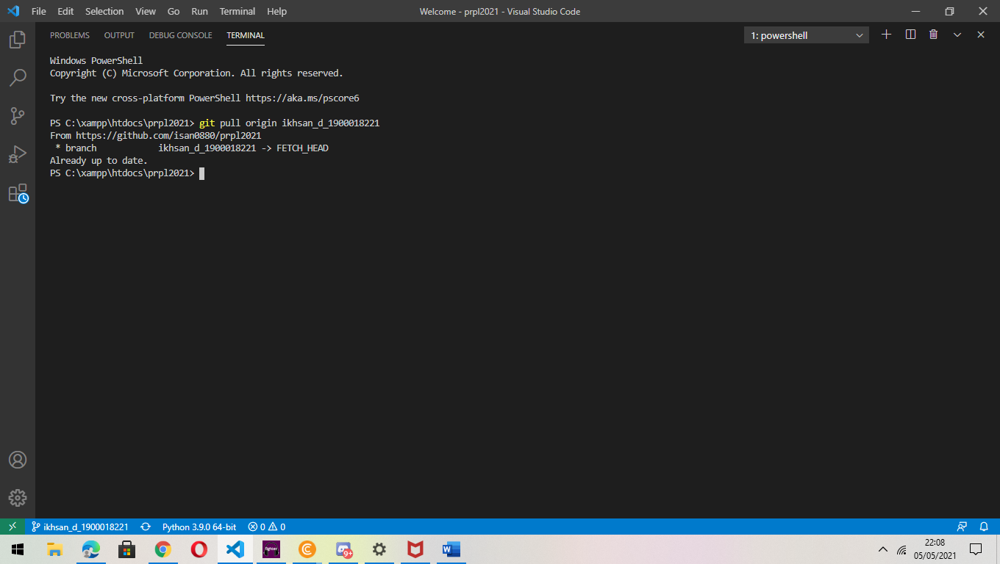 File Edit Selection View Go Run Terminal Help Welcome - prpl2021 - Visual Studio Code
PROBLEMS OUTPUT DEBUG CONSOLE TERMINAL 1: powershell
Windows PowerShell
Copyright (C) Microsoft Corporation. All rights reserved.
Try the new cross-platform PowerShell https://aka.ms/pscore6
PS C:\xampp\htdocs\prpl2021> git pull origin ikhsan_d_1900018221
From https://github.com/isan0880/prpl2021
 * branch            ikhsan_d_1900018221 -> FETCH_HEAD
Already up to date.
PS C:\xampp\htdocs\prpl2021>
ikhsan_d_1900018221 Python 3.9.0 64-bit 0 0
fighter 9+ W 22:08
05/05/2021